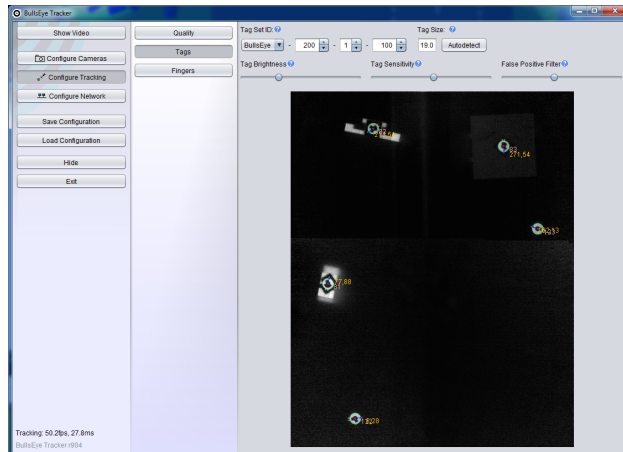 BullsEye Tracker
Show Video
Configure Cameras
Configure Tracking
Configure Network
Save Configuration
Load Configuration
Hide
Exit
Tracking: 50.2fps, 27.8ms
BullsEye Tracker r904
Quality
Tags
Fingers
Tag Set ID:
Tag Size:
BullsEye - 200 - 1 - 100
19.0 Autodetect
Tag Brightness
Tag Sensitivity
False Positive Filter
271,54